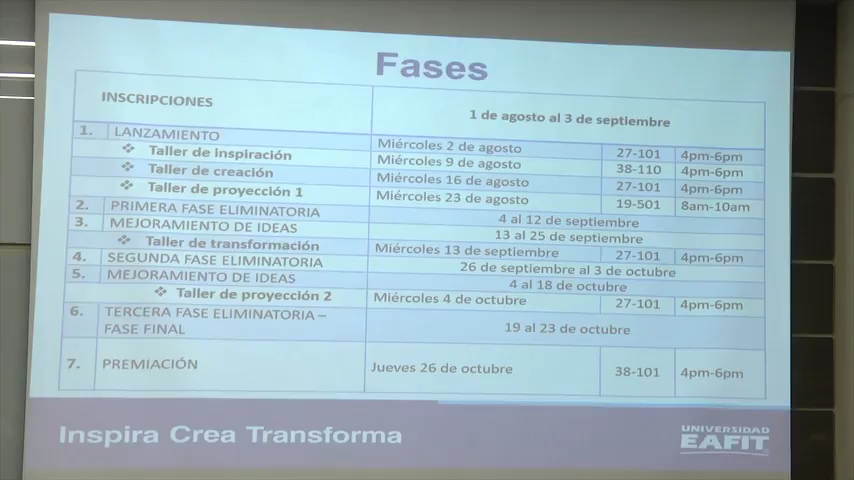 Fases
INSCRIPCIONES 1 de agosto al 3 de septiembre
1. LANZAMIENTO Miércoles 2 de agosto 27-101 4pm-6pm
❖ Taller de inspiración Miércoles 9 de agosto 38-110 4pm-6pm
❖ Taller de creación Miércoles 16 de agosto 27-101 4pm-6pm
❖ Taller de proyección 1 Miércoles 23 de agosto 19-501 8am-10am
2. PRIMERA FASE ELIMINATORIA 4 al 12 de septiembre
3. MEJORAMIENTO DE IDEAS 13 al 25 de septiembre
❖ Taller de transformación Miércoles 13 de septiembre 27-101 4pm-6pm
4. SEGUNDA FASE ELIMINATORIA 26 de septiembre al 3 de octubre
5. MEJORAMIENTO DE IDEAS 4 al 18 de octubre
❖ Taller de proyección 2 Miércoles 4 de octubre 27-101 4pm-6pm
6. TERCERA FASE ELIMINATORIA –
FASE FINAL 19 al 23 de octubre
7. PREMIACIÓN Jueves 26 de octubre 38-101 4pm-6pm
Inspira Crea Transforma
UNIVERSIDAD
EAFIT